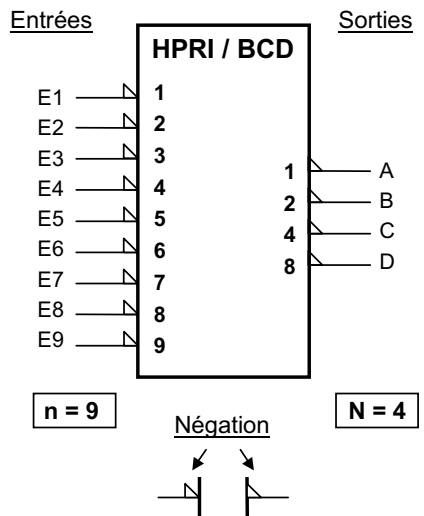 Entrées
Sorties
HPRI / BCD
E1 1
E2 2
E3 3
E4 4
E5 5
E6 6
E7 7
E8 8
E9 9
1 A
2 B
4 C
8 D
n = 9
N = 4
Négation